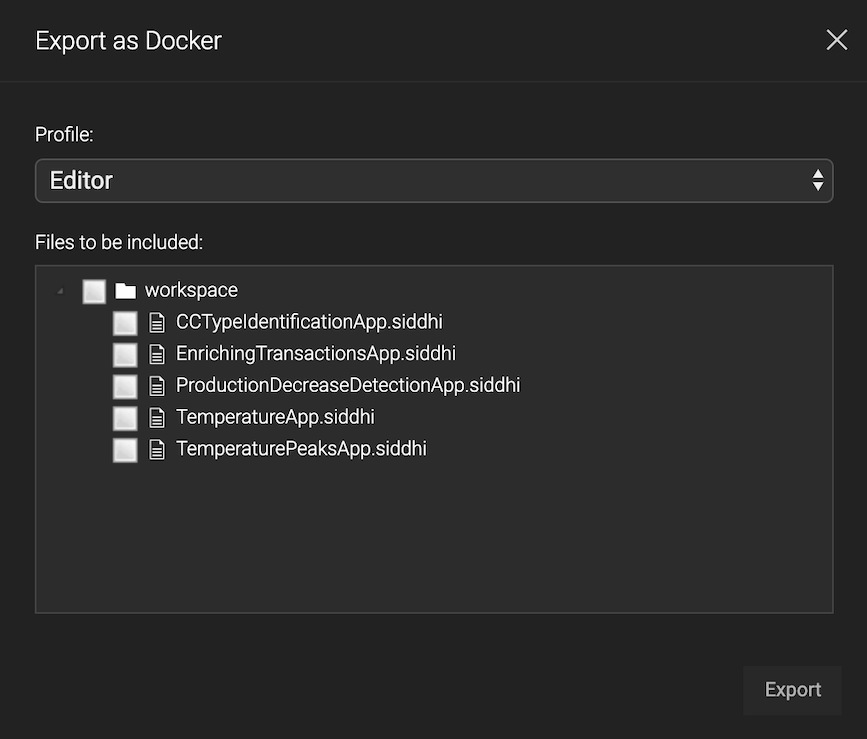 Export as Docker
Profile:
Editor
Files to be included:
workspace
CCTypeIdentificationApp.siddhi
EnrichingTransactionsApp.siddhi
ProductionDecreaseDetectionApp.siddhi
TemperatureApp.siddhi
TemperaturePeaksApp.siddhi
Export